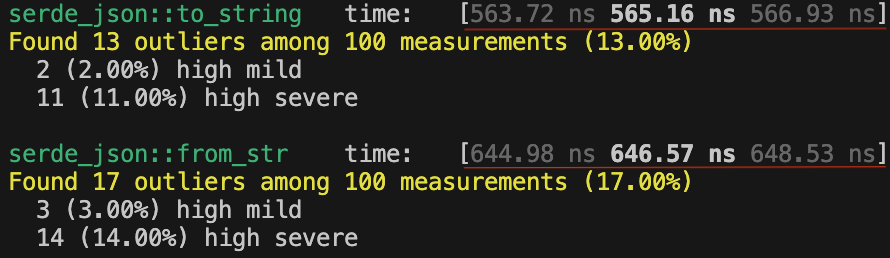 serde_json::to_string time: [563.72 ns 565.16 ns 566.93 ns]
Found 13 outliers among 100 measurements (13.00%)
2 (2.00%) high mild
11 (11.00%) high severe
serde_json::from_str time: [644.98 ns 646.57 ns 648.53 ns]
Found 17 outliers among 100 measurements (17.00%)
3 (3.00%) high mild
14 (14.00%) high severe